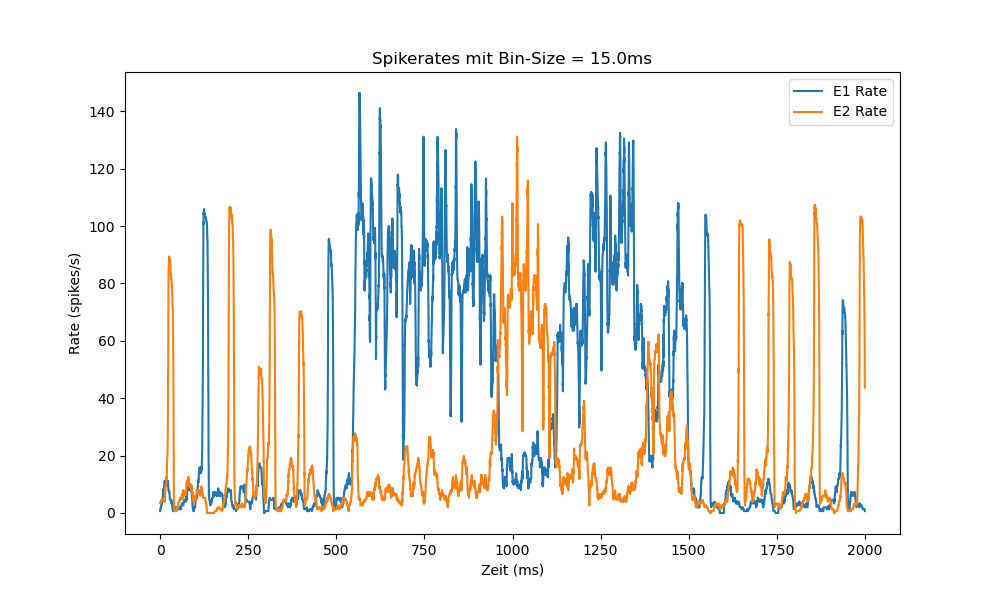 Spikerates mit Bin-Size = 15.0ms
E1 Rate
E2 Rate
140
120
100
80
60
40
20
0
Rate (spikes/s)
0 250 500 750 1000 1250 1500 1750 2000
Zeit (ms)